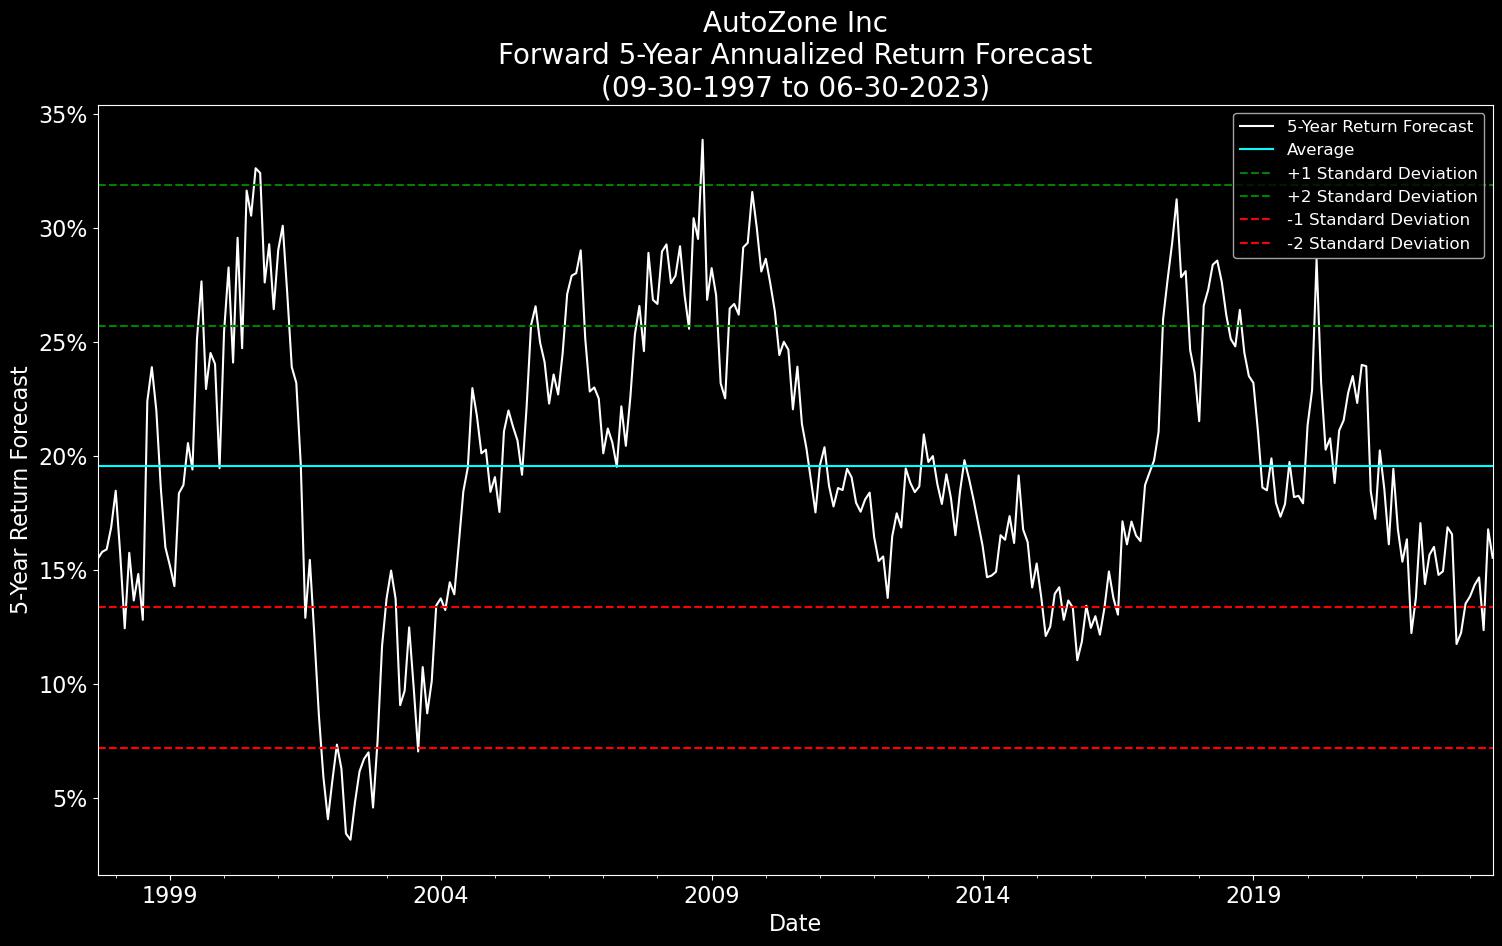 AutoZone Inc
Forward 5-Year Annualized Return Forecast
(09-30-1997 to 06-30-2023)
35%
30%
25%
20%
15%
10%
5%
5-Year Return Forecast
5-Year Return Forecast
Average
+1 Standard Deviation
+2 Standard Deviation
-1 Standard Deviation
-2 Standard Deviation
1999 2004 2009 2014 2019
Date